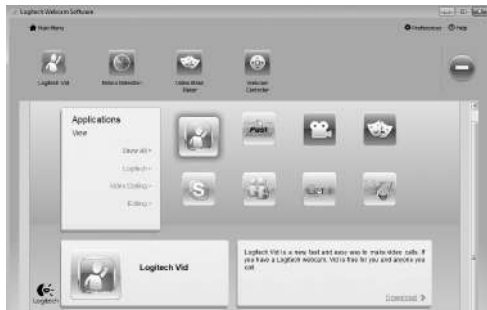 Logitech Webcam Software
Main Menu
Preferences
Help
Logitech Vid
Motion Detection
Video Mask
Maker
Webcam
Controller
Applications
View
Show All >
Logitech >
Video Calling >
Editing >
S
Logitech Vid
Logitech Vid is a new fast and easy way to make video calls. If
you have a Logitech webcam, Vid is free for you and anyone you
call.
Download >
Logitech